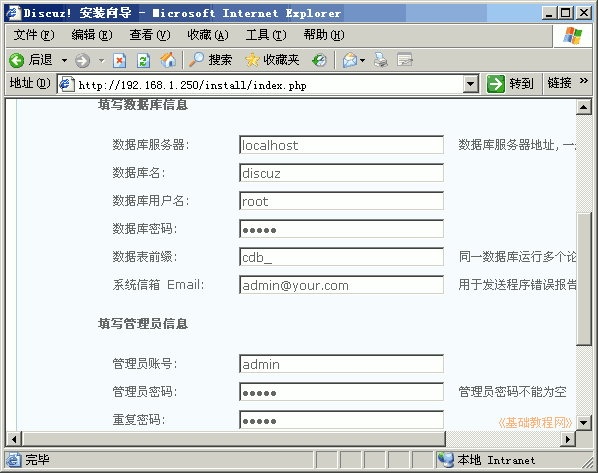 Discuz! 安装向导 - Microsoft Internet Explorer
文件(F) 编辑(E) 查看(V) 收藏(A) 工具(T) 帮助(H)
后退 搜索 收藏夹
地址(D) http://192.168.1.250/install/index.php 转到 链接 »
填写数据库信息
数据库服务器: localhost 数据库服务器地址, 一
数据库名: discuz
数据库用户名: root
数据库密码: •••••
数据表前缀: cdb_ 同一数据库运行多个论
系统信箱 Email: admin@your.com 用于发送程序错误报告
填写管理员信息
管理员账号: admin
管理员密码: ••••• 管理员密码不能为空
重复密码: •••••
《基础教程网》
完毕 本地 Intranet